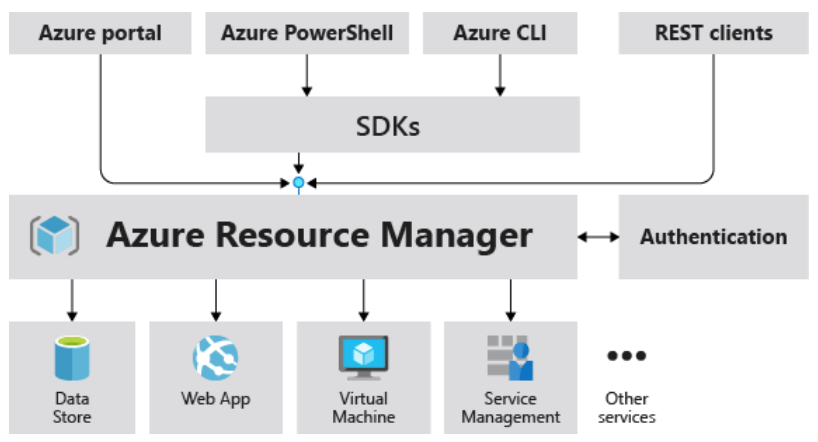 Azure portal
Azure PowerShell
Azure CLI
REST clients
SDKs
Azure Resource Manager
Authentication
Data
Store
Web App
Virtual
Machine
Service
Management
Other
services